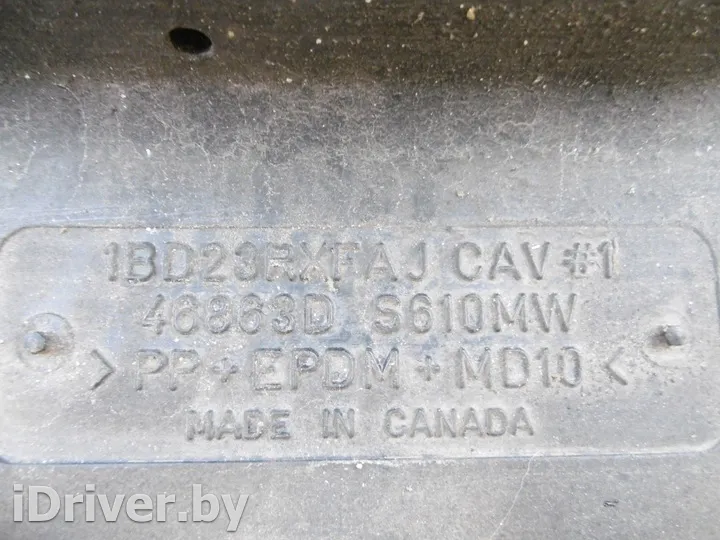 1BD23RXFAJ CAV #1
46863D S610MW
> PP + EPDM + MD10 <
MADE IN CANADA
iDriver.by